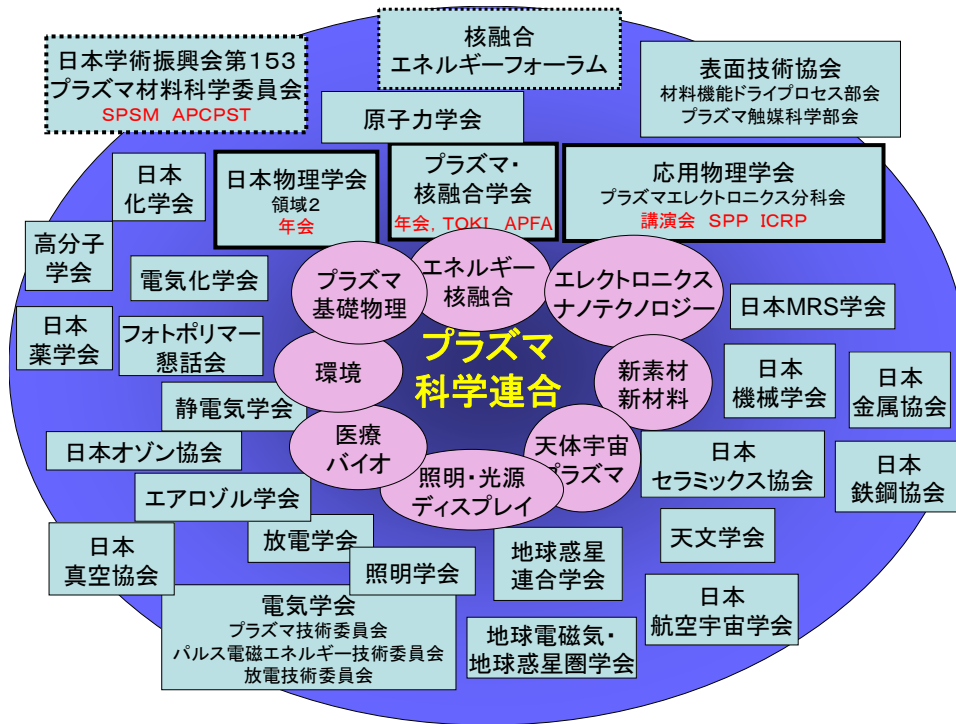 日本学術振興会第153
プラズマ材料科学委員会
SPSM APCPST
核融合
エネルギーフォーラム
表面技術協会
材料機能ドライプロセス部会
プラズマ触媒科学部会
原子力学会
日本
化学会
日本物理学会
領域2
年会
プラズマ・
核融合学会
年会, TOKI APFA
応用物理学会
プラズマエレクトロニクス分科会
講演会 SPP ICRP
高分子
学会
電気化学会
プラズマ
基礎物理
エネルギー
核融合
エレクトロニクス
ナノテクノロジー
日本MRS学会
日本
薬学会
フォトポリマー
懇話会
環境
プラズマ
科学連合
新素材
新材料
日本
機械学会
日本
金属協会
静電気学会
日本オゾン協会
医療
バイオ
天体宇宙
プラズマ
日本
セラミックス協会
日本
鉄鋼協会
エアロゾル学会
照明・光源
ディスプレイ
日本
真空協会
放電学会
照明学会
地球惑星
連合学会
天文学会
電気学会
プラズマ技術委員会
パルス電磁エネルギー技術委員会
放電技術委員会
地球電磁気・
地球惑星圏学会
日本
航空宇宙学会